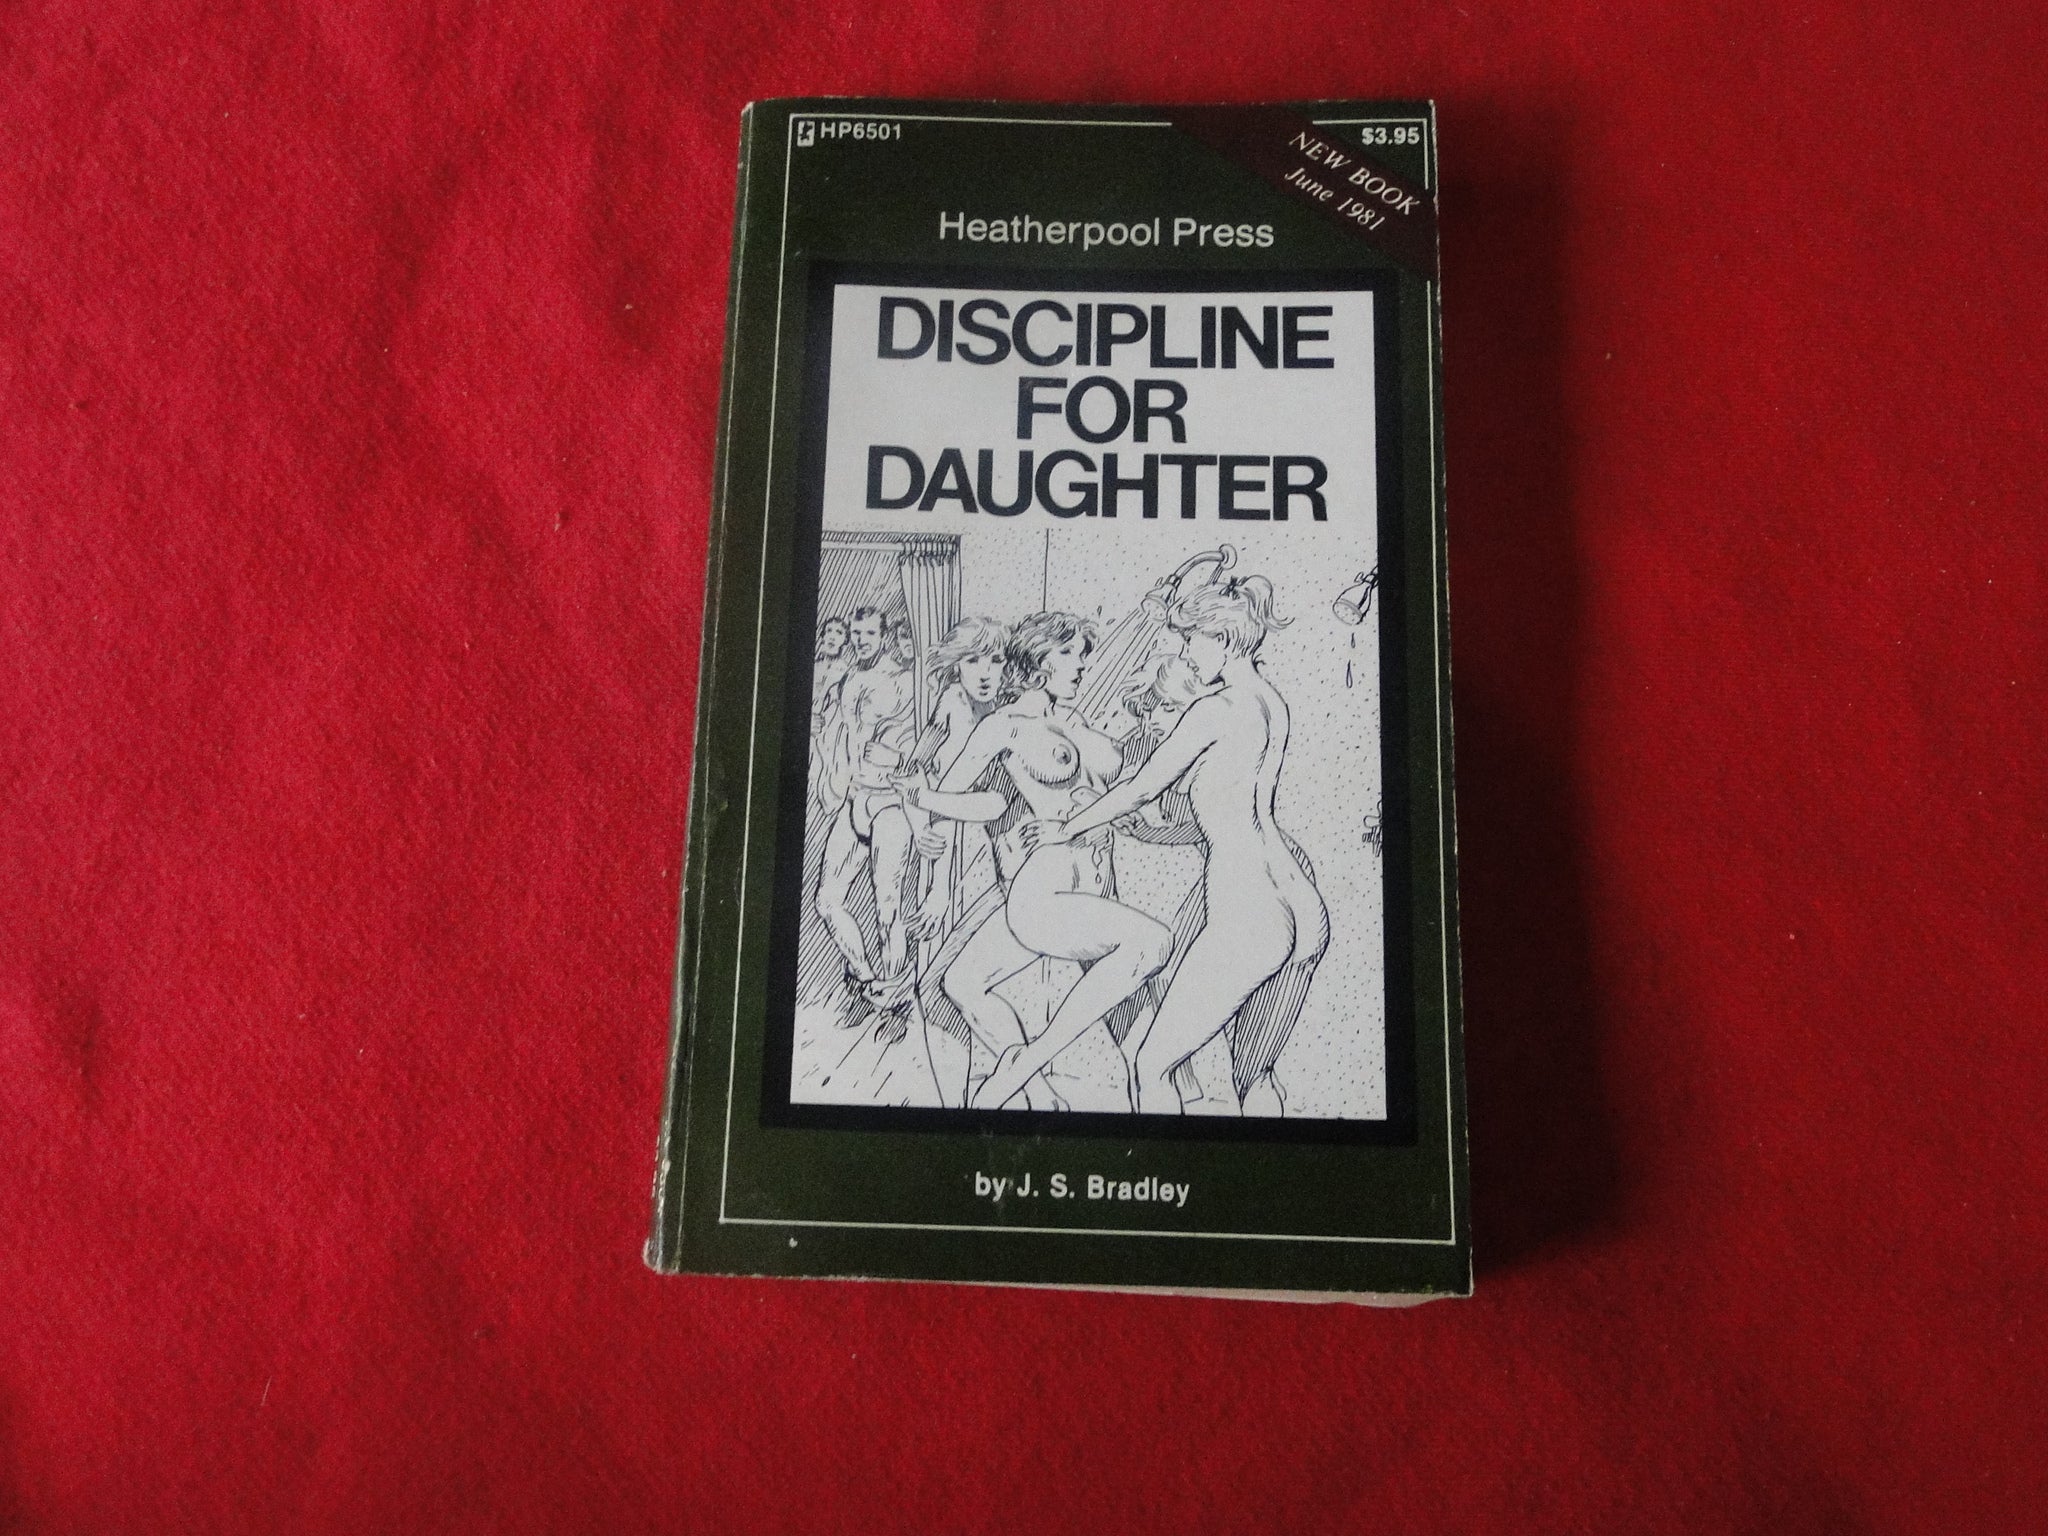 HP6501
$3.95
NEW BOOK
June 1981
Heatherpool Press
DISCIPLINE
FOR
DAUGHTER
by J. S. Bradley